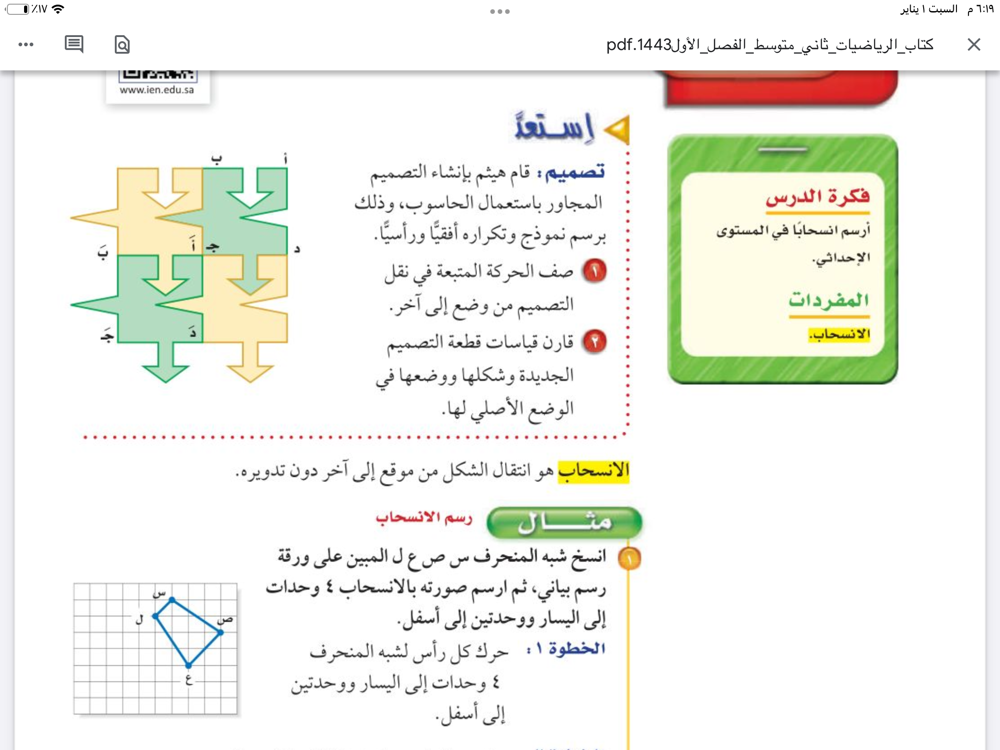 ٦:١٩ م السبت ١ يناير
٪١٧
كتاب_الرياضيات_ثاني_متوسط_الفصل_الأول1443.pdf
www.ien.edu.sa
فكرة الدرس
أرسم انسحابًا في المستوى
الإحداثي.
المفردات
الانسحاب.
اِستعدَّ
تصميم: قام هيثم بإنشاء التصميم
المجاور باستعمال الحاسوب، وذلك
برسم نموذج وتكراره أفقيًّا ورأسيًّا.
١ صف الحركة المتبعة في نقل
التصميم من وضع إلى آخر.
٢ قارن قياسات قطعة التصميم
الجديدة وشكلها ووضعها في
الوضع الأصلي لها.
أ ب
د جـ أَ بَ
دَ جـَ
الانسحاب هو انتقال الشكل من موقع إلى آخر دون تدويره.
مثـــال رسم الانسحاب
١ انسخ شبه المنحرف س ص ع ل المبين على ورقة
رسم بياني، ثم ارسم صورته بالانسحاب ٤ وحدات
إلى اليسار ووحدتين إلى أسفل.
الخطوة ١: حرك كل رأس لشبه المنحرف
٤ وحدات إلى اليسار ووحدتين
إلى أسفل.
س
ص ل
ع